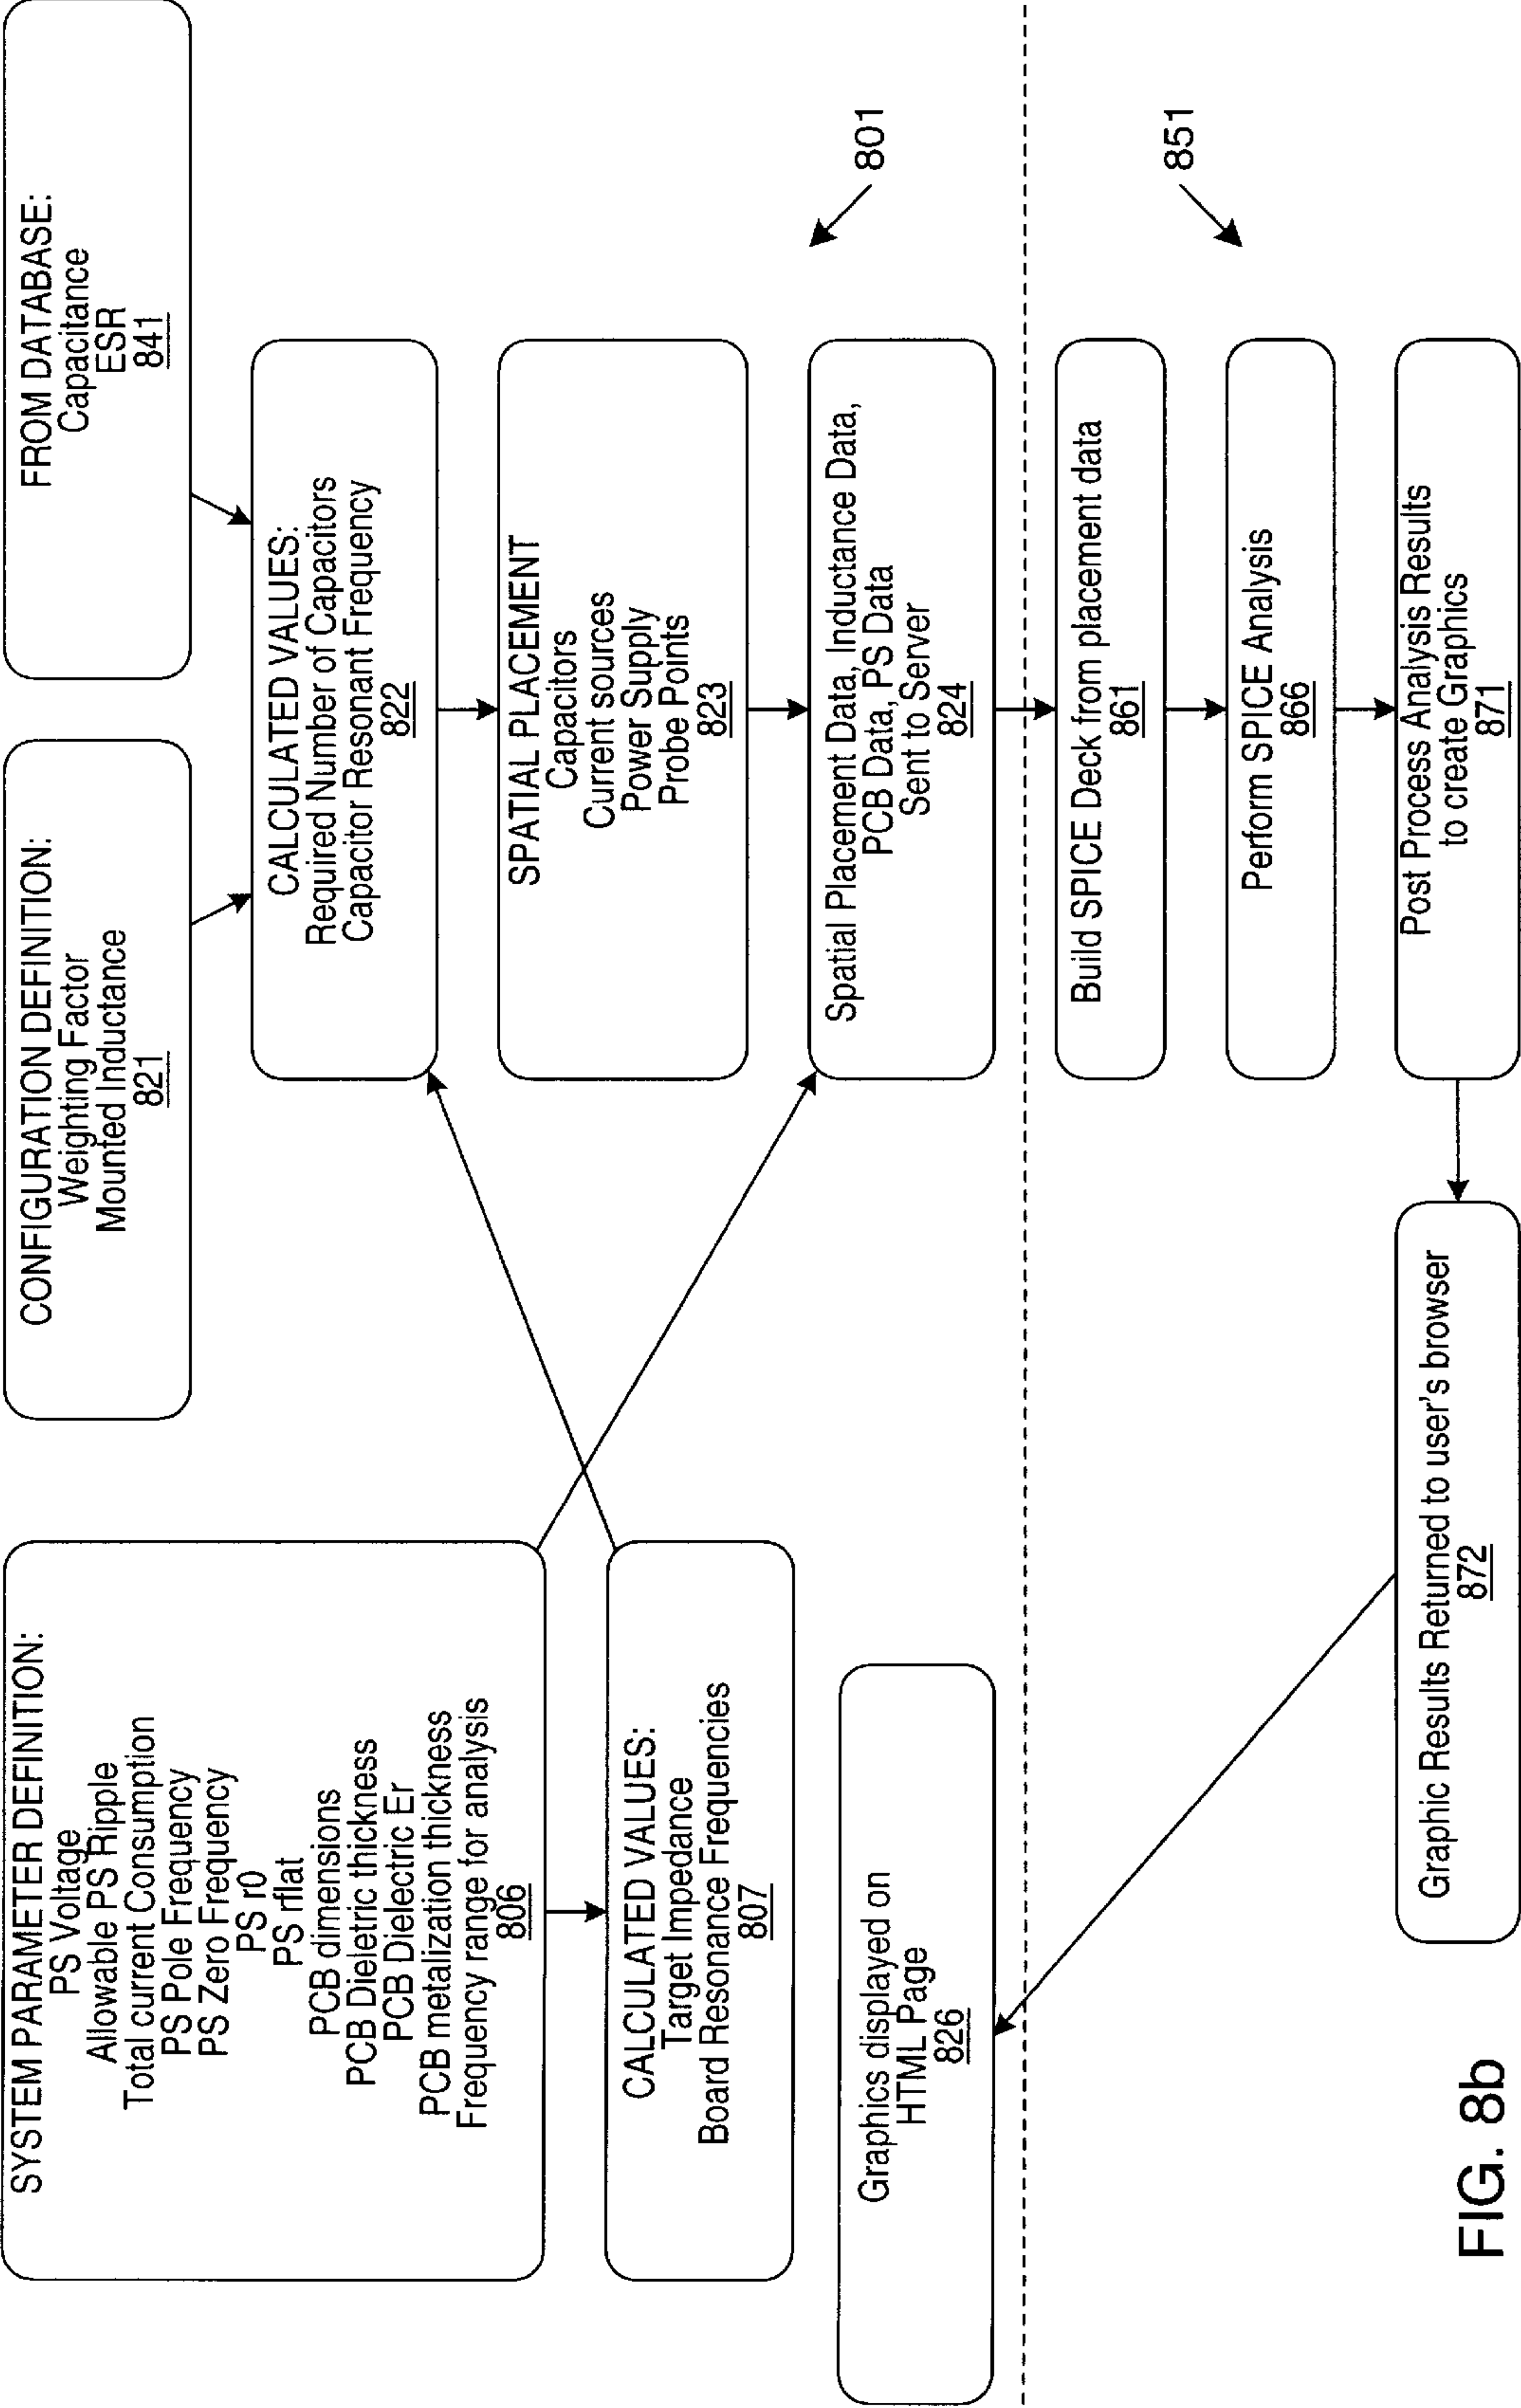 SYSTEM PARAMETER DEFINITION:
PS Voltage
Allowable PS Ripple
Total current Consumption
PS Pole Frequency
PS Zero Frequency
PS r0
PS rflat
PCB dimensions
PCB Dieletric thickness
PCB Dielectric Er
PCB metalization thickness
Frequency range for analysis
806
CONFIGURATION DEFINITION:
Weighting Factor
Mounted Inductance
821
FROM DATABASE:
Capacitance
ESR
841
CALCULATED VALUES:
Required Number of Capacitors
Capacitor Resonant Frequency
822
SPATIAL PLACEMENT
Capacitors
Current sources
Power Supply
Probe Points
823
CALCULATED VALUES:
Target Impedance
Board Resonance Frequencies
807
Spatial Placement Data, Inductance Data,
PCB Data, PS Data
Sent to Server
824
801
Graphics displayed on
HTML Page
826
851
Build SPICE Deck from placement data
861
Perform SPICE Analysis
866
Post Process Analysis Results
to create Graphics
871
Graphic Results Returned to user's browser
872
FIG. 8b